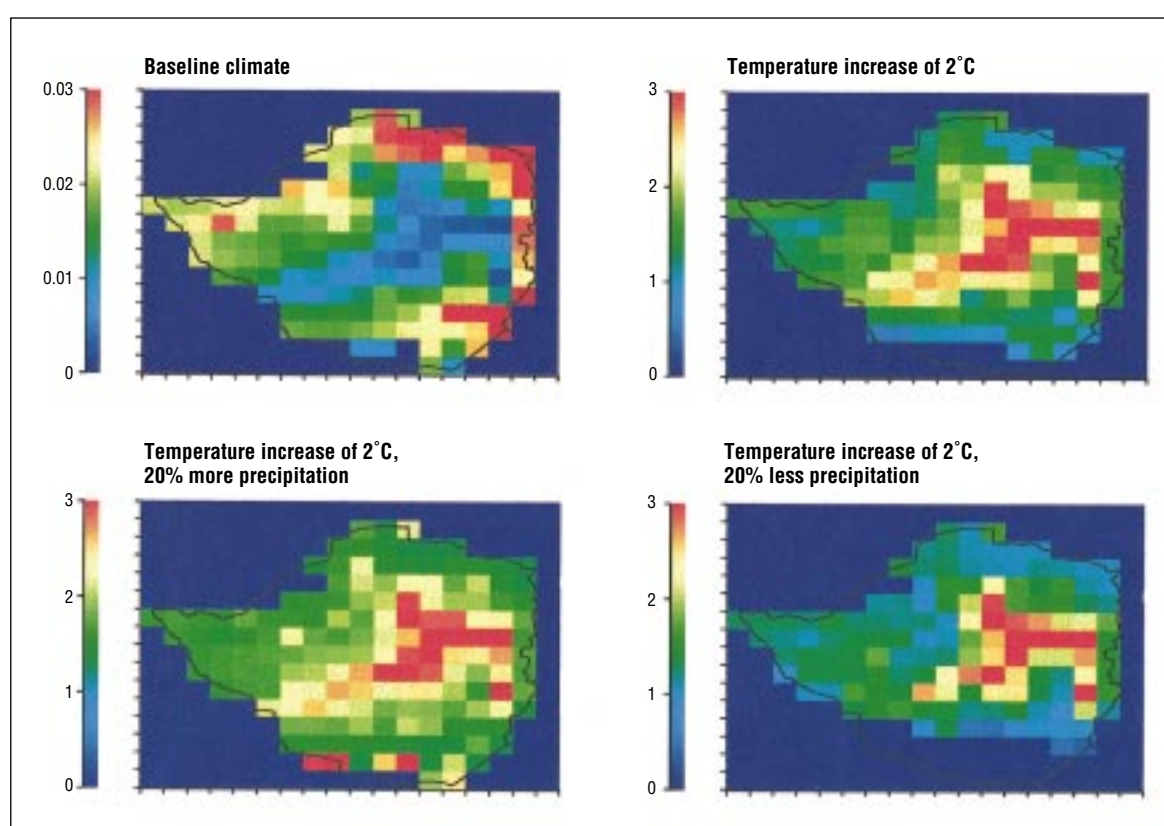 Baseline climate
0.03
0.02
0.01
0
Temperature increase of 2˚C
3
2
1
0
Temperature increase of 2˚C,
20% more precipitation
3
2
1
0
Temperature increase of 2˚C,
20% less precipitation
3
2
1
0